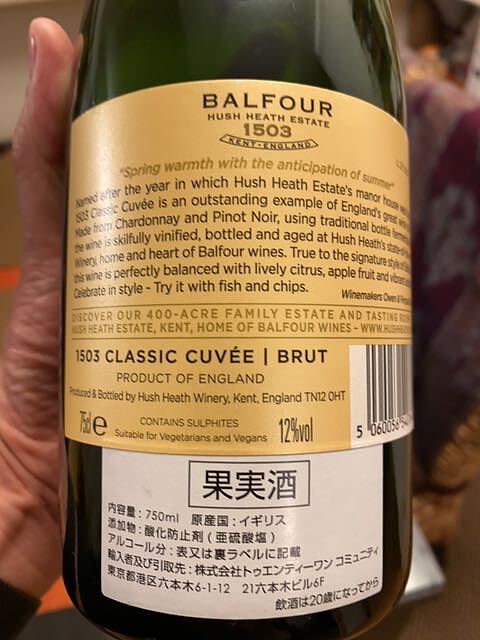 BALFOUR
HUSH HEATH ESTATE
1503
KENT·ENGLAND
"Spring warmth with the anticipation of summer"
Named after the year in which Hush Heath Estate's manor house
1503 Classic Cuvée is an outstanding example of England's great
Made from Chardonnay and Pinot Noir, using traditional bottle
the wine is skilfully vinified, bottled and aged at Hush Heath's
Winery, home and heart of Balfour wines. True to the signature style of
this wine is perfectly balanced with lively citrus, apple fruit and
Celebrate in style - Try it with fish and chips.
Winemakers Owen &
DISCOVER OUR 400-ACRE FAMILY ESTATE AND TASTING
HUSH HEATH ESTATE, KENT, HOME OF BALFOUR WINES -
1503 CLASSIC CUVÉE | BRUT
PRODUCT OF ENGLAND
Produced & Bottled by Hush Heath Winery, Kent, England TN12 0HT
75cl e
CONTAINS SULPHITES
Suitable for Vegetarians and Vegans
12%vol
果実酒
内容量:750ml 原産国:イギリス
添加物:酸化防止剤(亜硫酸塩)
アルコール分:表又は裏ラベルに記載
輸入者及び引取先:株式会社トゥエンティーワン コミュニティ
東京都港区六本木6-1-12 21六本木ビル6F
飲酒は20歳になってから